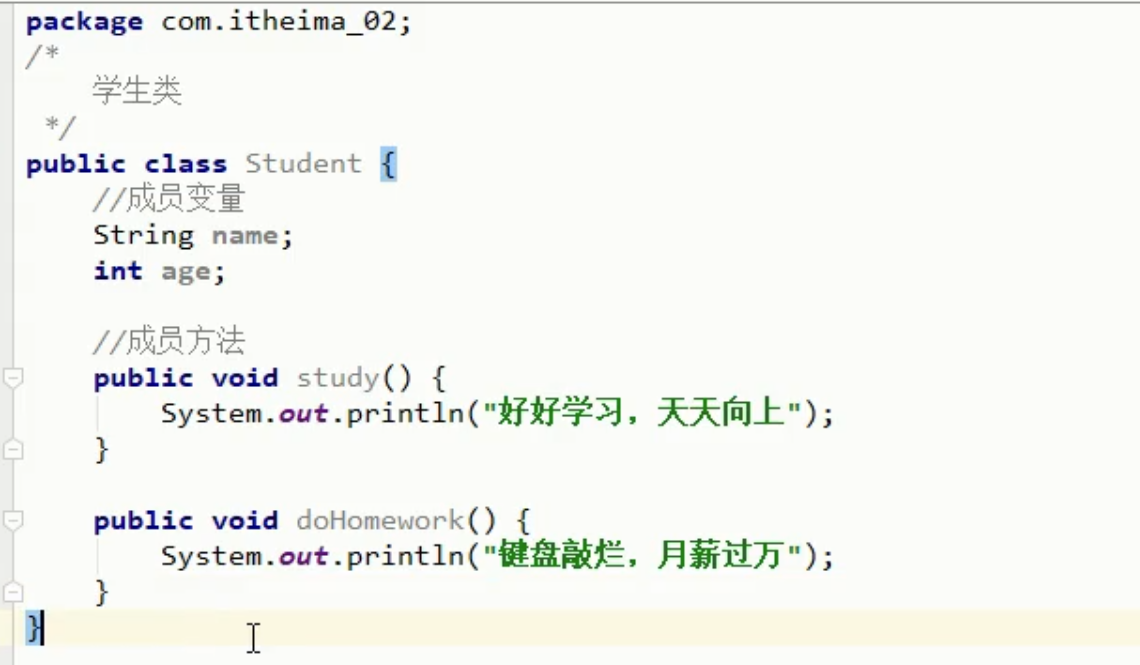 package com.itheima_02;
/*
    学生类
 */
public class Student {
    //成员变量
    String name;
    int age;

    //成员方法
    public void study() {
        System.out.println("好好学习，天天向上");
    }

    public void doHomework() {
        System.out.println("键盘敲烂，月薪过万");
    }
}